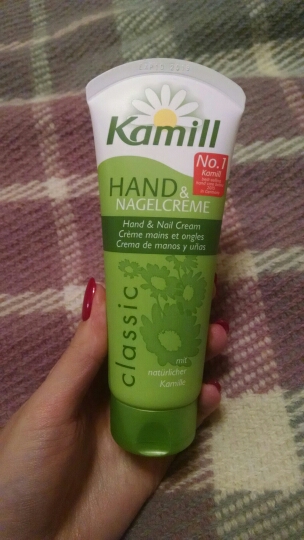 Kamill
No.1
Kamill
HAND &
NAGELCREME
Hand & Nail Cream
Crème mains et ongles
Crema de manos y uñas
classic
mit
natürlicher
Kamille